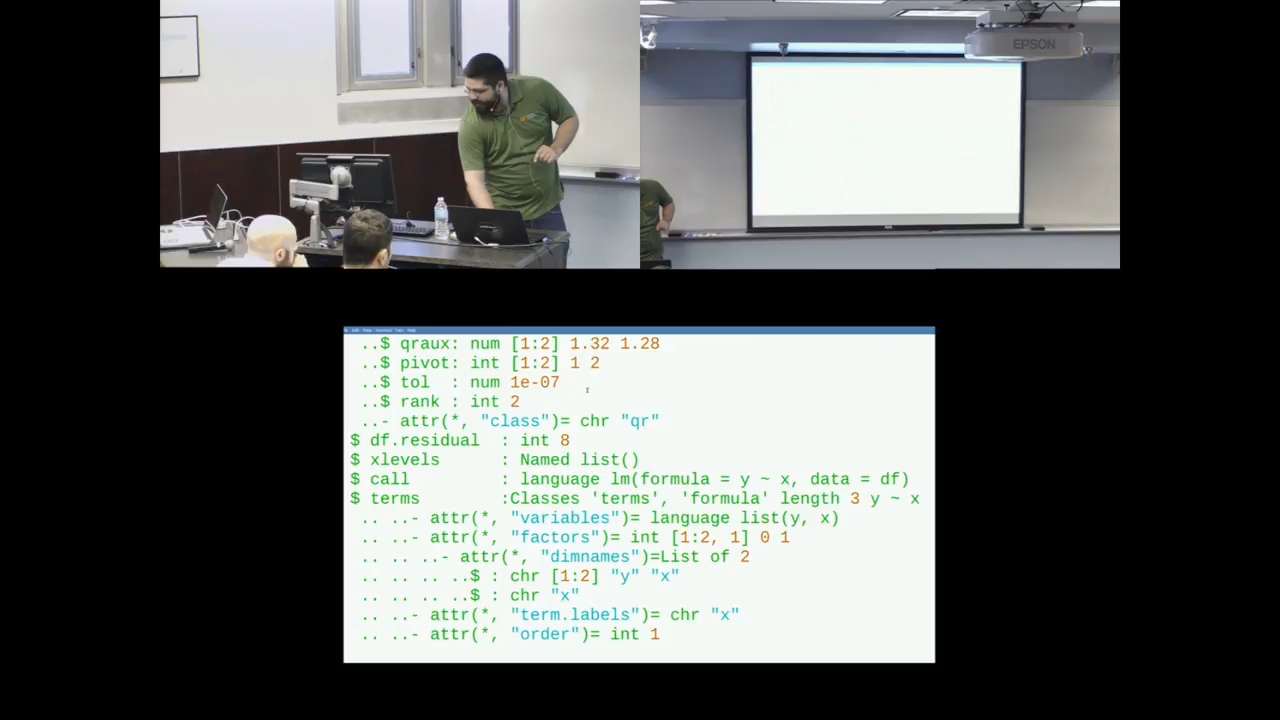 EPSON
..$ qraux: num [1:2] 1.32 1.28
..$ pivot: int [1:2] 1 2
..$ tol : num 1e-07
..$ rank : int 2
..- attr(*, "class")= chr "qr"
$ df.residual : int 8
$ xlevels : Named list()
$ call : language lm(formula = y ~ x, data = df)
$ terms :Classes 'terms', 'formula' length 3 y ~ x
.. ..- attr(*, "variables")= language list(y, x)
.. ..- attr(*, "factors")= int [1:2, 1] 0 1
.. .. ..- attr(*, "dimnames")=List of 2
.. .. .. ..$ : chr [1:2] "y" "x"
.. .. .. ..$ : chr "x"
.. ..- attr(*, "term.labels")= chr "x"
.. ..- attr(*, "order")= int 1